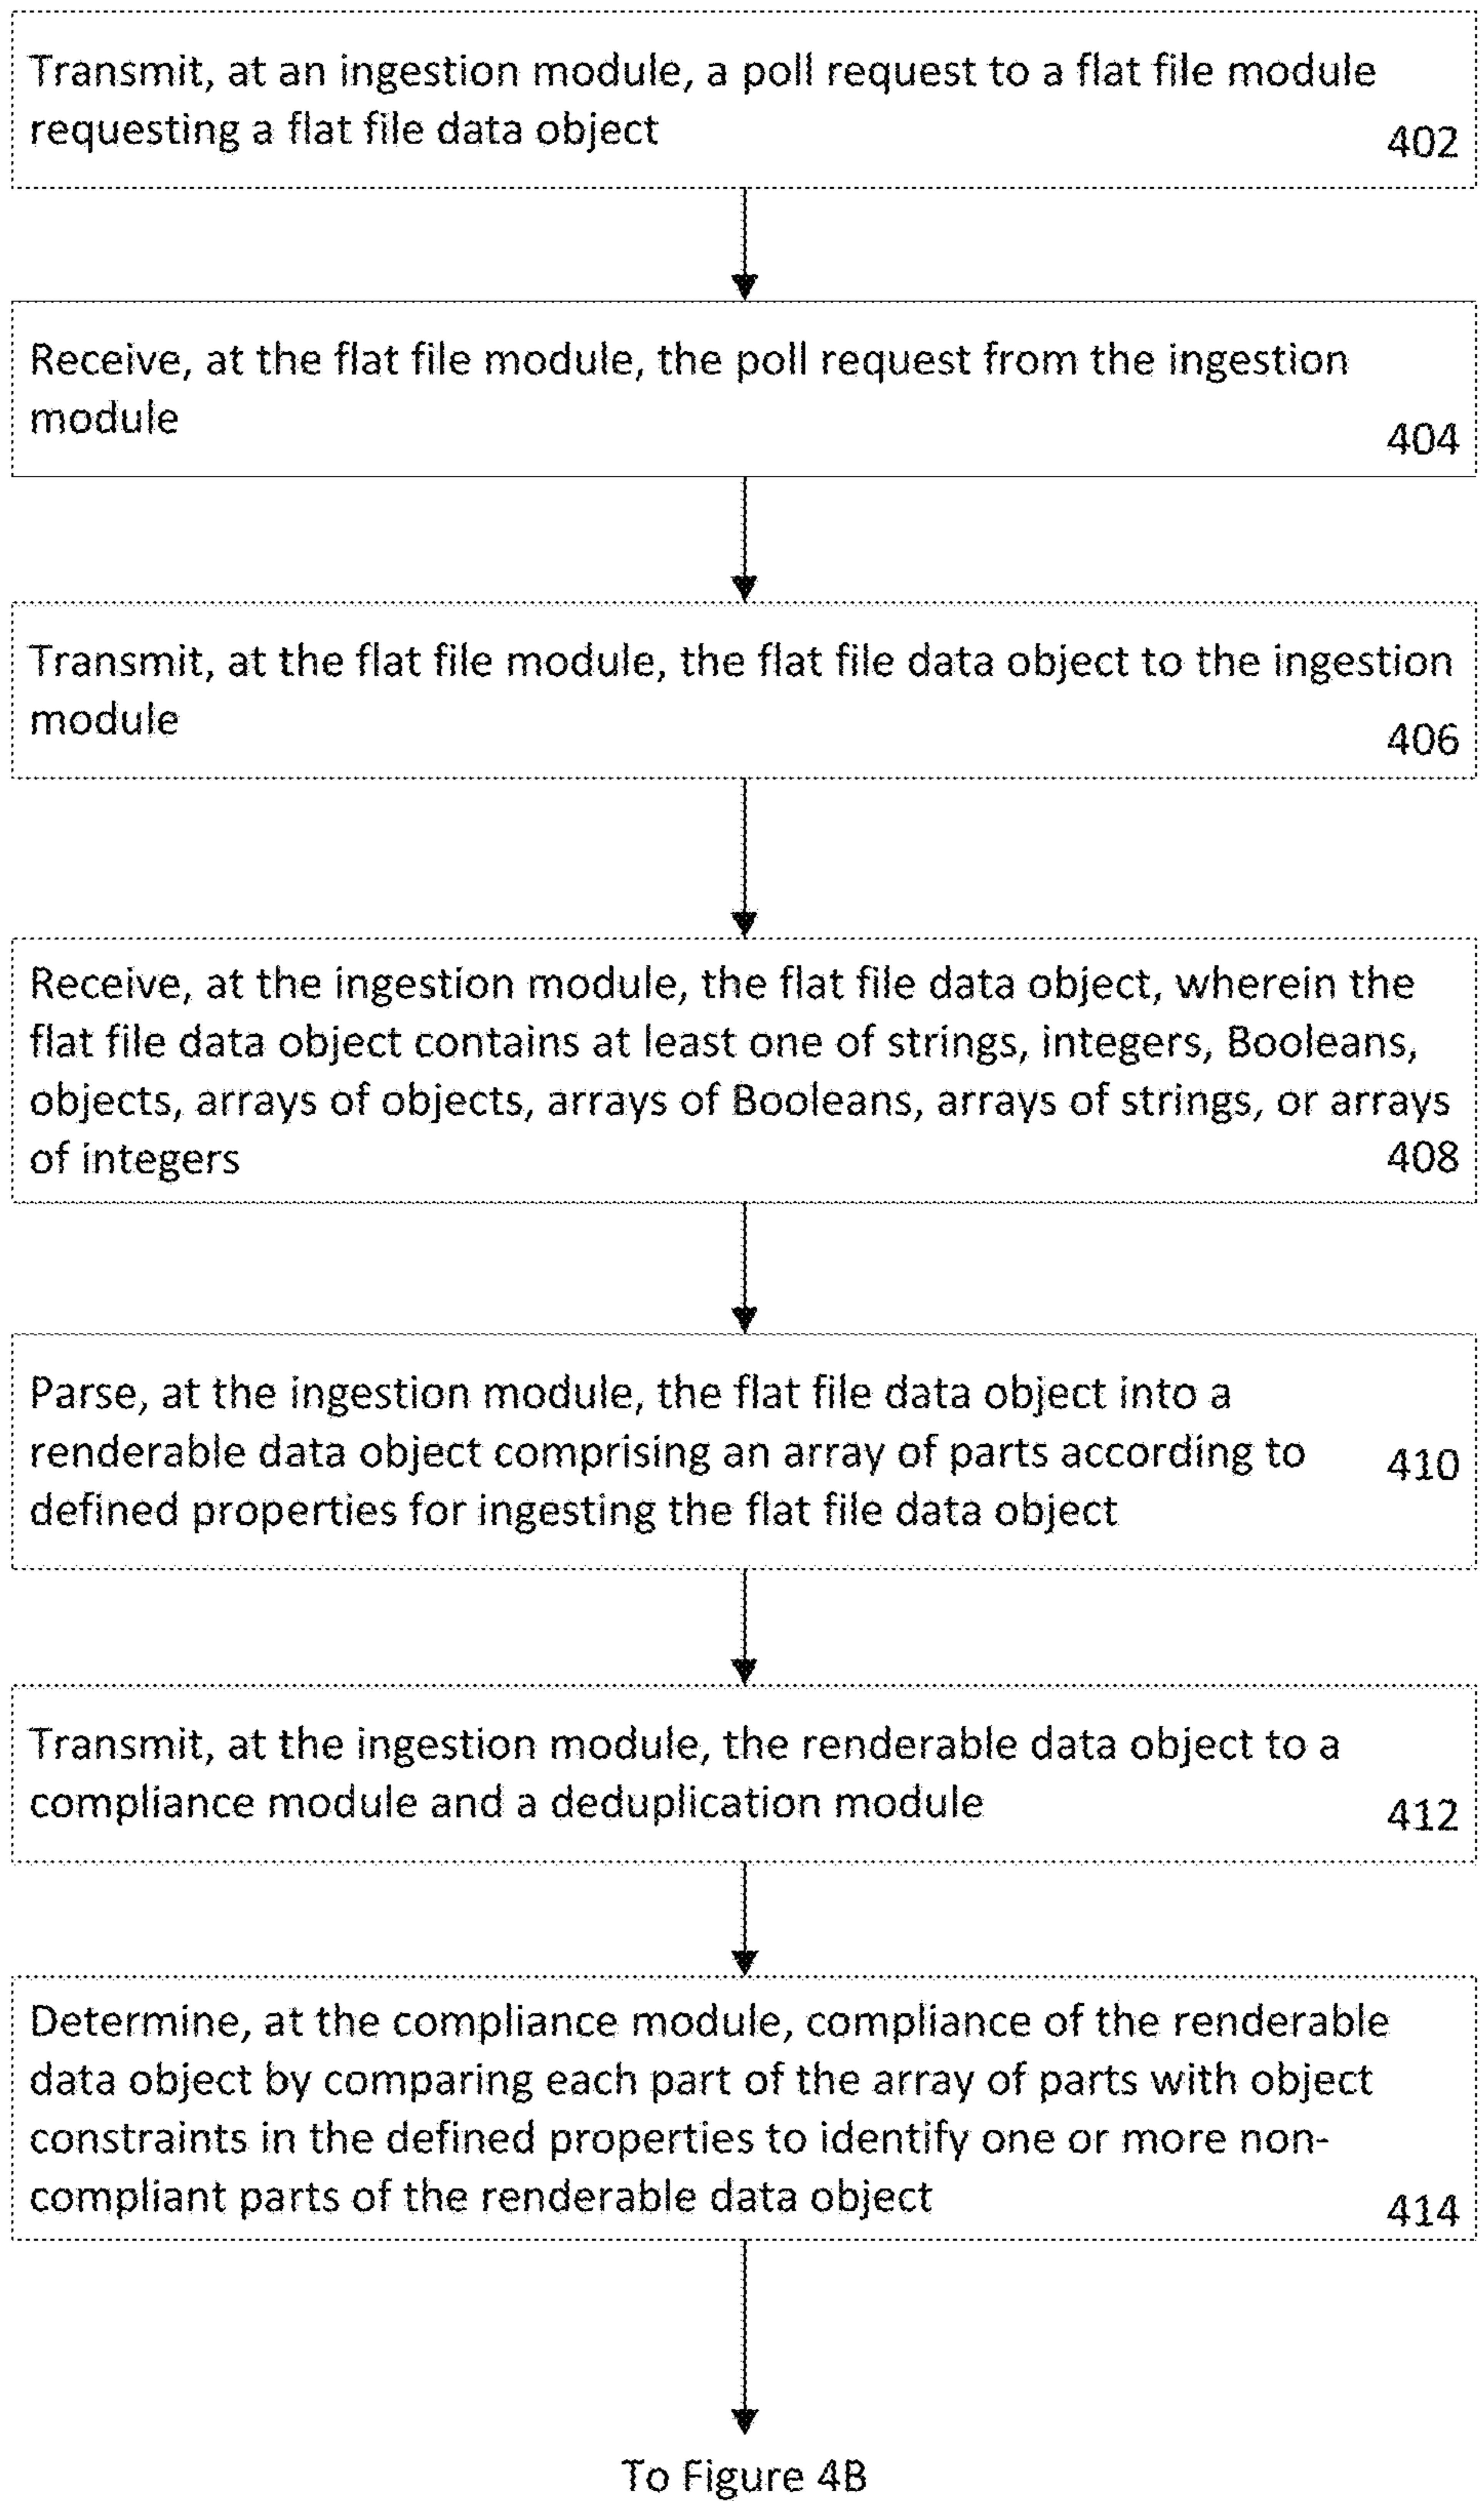 Transmit, at an ingestion module, a poll request to a flat file module
requesting a flat file data object
402
Receive, at the flat file module, the poll request from the ingestion
module
404
Transmit, at the flat file module, the flat file data object to the ingestion
module
406
Receive, at the ingestion module, the flat file data object, wherein the
flat file data object contains at least one of strings, integers, Booleans,
objects, arrays of objects, arrays of Booleans, arrays of strings, or arrays
of integers
408
Parse, at the ingestion module, the flat file data object into a
renderable data object comprising an array of parts according to
410
defined properties for ingesting the flat file data object
Transmit, at the ingestion module, the renderable data object to a
compliance module and a deduplication module
412
Determine, at the compliance module, compliance of the renderable
data object by comparing each part of the array of parts with object
constraints in the defined properties to identify one or more non-
compliant parts of the renderable data object
414
To Figure 4B